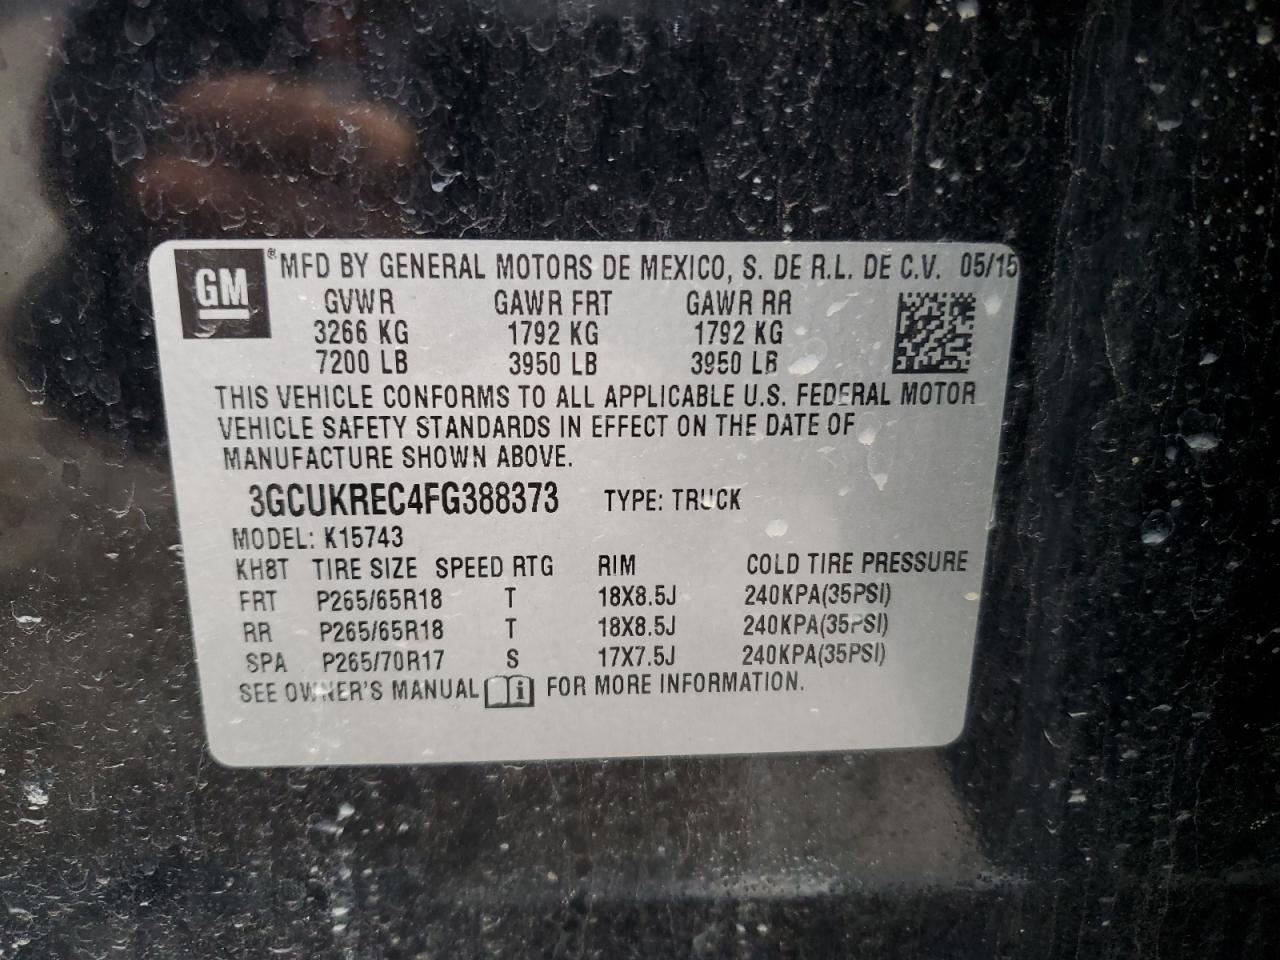 GM ® MFD BY GENERAL MOTORS DE MEXICO, S. DE R.L. DE C.V. 05/15
GVWR GAWR FRT GAWR RR
3266 KG 1792 KG 1792 KG
7200 LB 3950 LB 3950 LB
THIS VEHICLE CONFORMS TO ALL APPLICABLE U.S. FEDERAL MOTOR
VEHICLE SAFETY STANDARDS IN EFFECT ON THE DATE OF
MANUFACTURE SHOWN ABOVE.
3GCUKREC4FG388373 TYPE: TRUCK
MODEL: K15743
KH8T TIRE SIZE SPEED RTG RIM COLD TIRE PRESSURE
FRT P265/65R18 T 18X8.5J 240KPA(35PSI)
RR P265/65R18 T 18X8.5J 240KPA(35PSI)
SPA P265/70R17 S 17X7.5J 240KPA(35PSI)
SEE OWNER'S MANUAL i FOR MORE INFORMATION.